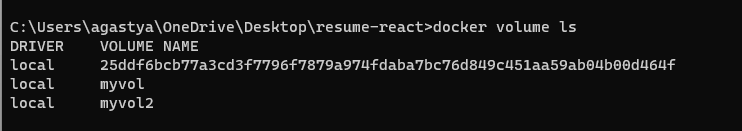 C:\Users\agastya\OneDrive\Desktop\resume-react>docker volume ls
DRIVER    VOLUME NAME
local     25ddf6bcb77a3cd3f7796f7879a974fdaba7bc76d849c451aa59ab04b00d464f
local     myvol
local     myvol2